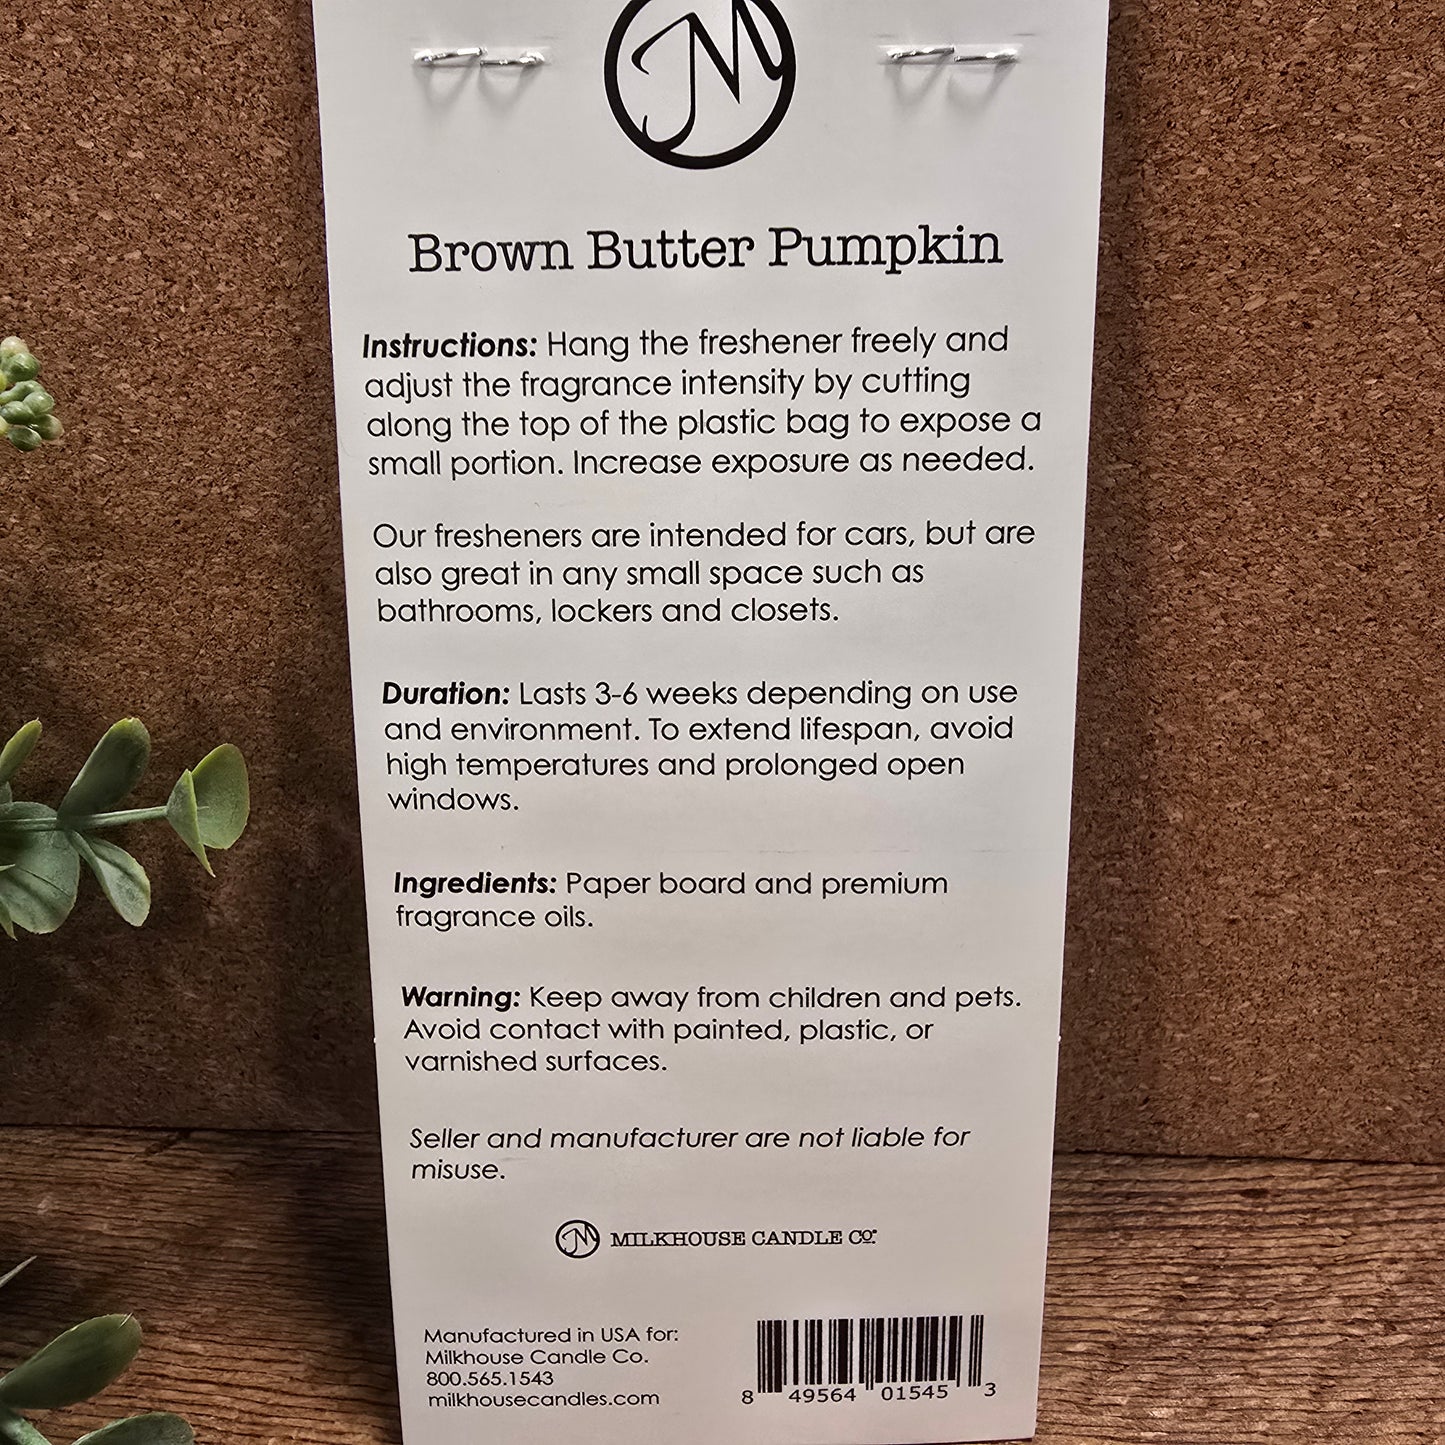 M
Brown Butter Pumpkin
Instructions: Hang the freshener freely and
adjust the fragrance intensity by cutting
along the top of the plastic bag to expose a
small portion. Increase exposure as needed.
Our fresheners are intended for cars, but are
also great in any small space such as
bathrooms, lockers and closets.
Duration: Lasts 3-6 weeks depending on use
and environment. To extend lifespan, avoid
high temperatures and prolonged open
windows.
Ingredients: Paper board and premium
fragrance oils.
Warning: Keep away from children and pets.
Avoid contact with painted, plastic, or
varnished surfaces.
Seller and manufacturer are not liable for
misuse.
M MILKHOUSE CANDLE CO.
Manufactured in USA for:
Milkhouse Candle Co.
800.565.1543
milkhousecandles.com
8 49564 01545 3